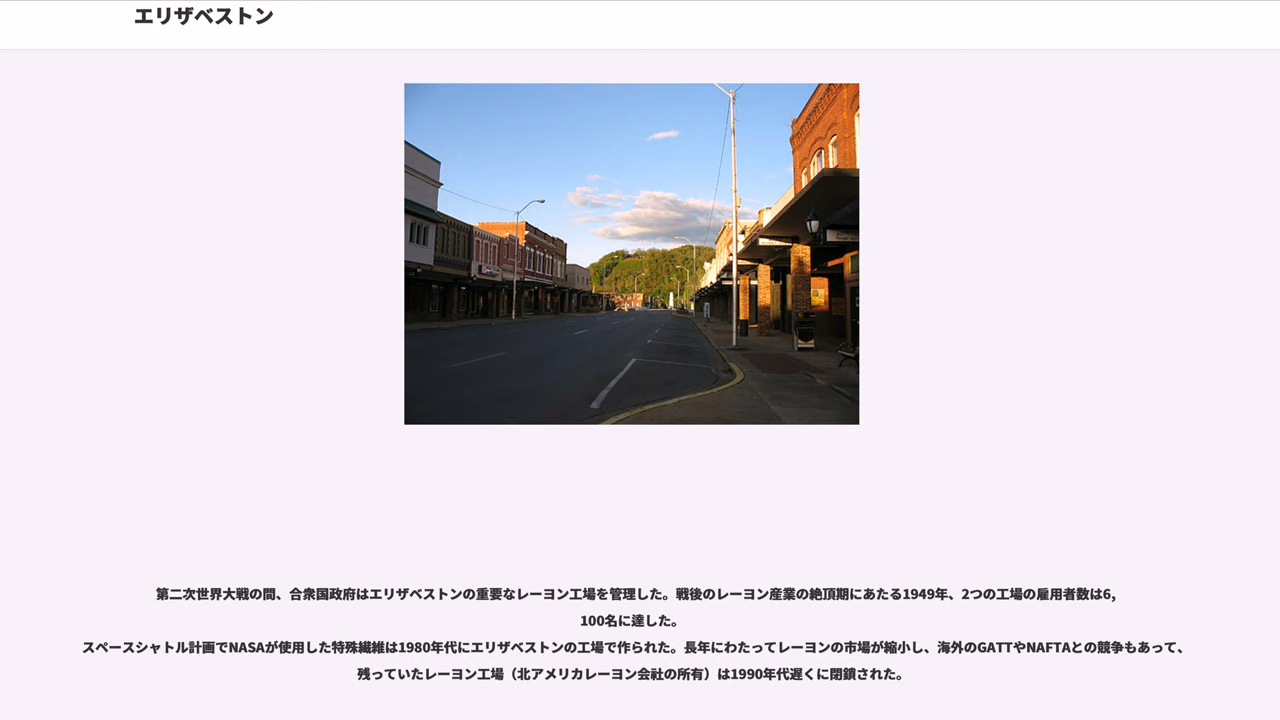 エリザベストン
第二次世界大戦の間、合衆国政府はエリザベストンの重要なレーヨン工場を管理した。戦後のレーヨン産業の絶頂期にあたる1949年、2つの工場の雇用者数は6,
100名に達した。
スペースシャトル計画でNASAが使用した特殊繊維は1980年代にエリザベストンの工場で作られた。長年にわたってレーヨンの市場が縮小し、海外のGATTやNAFTAとの競争もあって、
残っていたレーヨン工場（北アメリカレーヨン会社の所有）は1990年代遅くに閉鎖された。